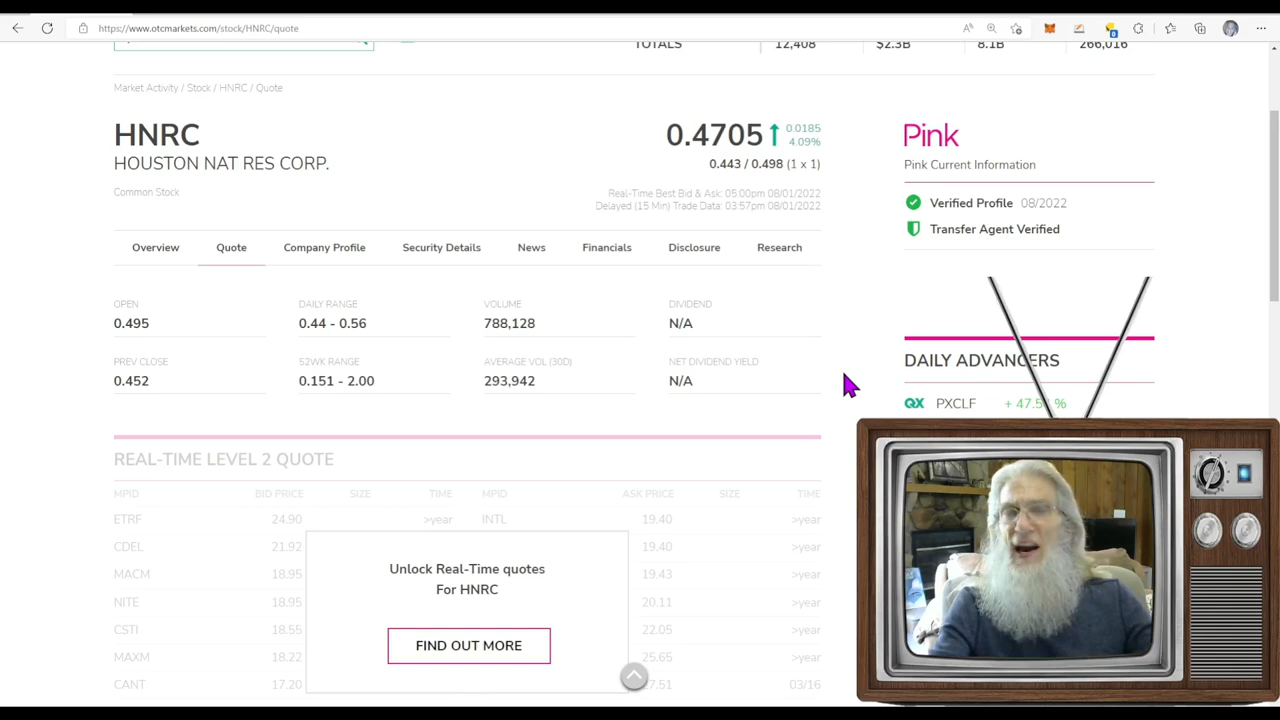 https://www.otcmarkets.com/stock/HNRC/quote
TOTALS 12,408 $2.3B 8.1B 266,016
Market Activity / Stock / HNRC / Quote
HNRC
HOUSTON NAT RES CORP.
Common Stock
0.4705 0.0185
4.09%
0.443 / 0.498 (1 x 1)
Real-Time Best Bid & Ask: 05:00pm 08/01/2022
Delayed (15 Min) Trade Data: 03:57pm 08/01/2022
Pink
Pink Current Information
Verified Profile 08/2022
Transfer Agent Verified
Overview Quote Company Profile Security Details News Financials Disclosure Research
OPEN DAILY RANGE VOLUME DIVIDEND
0.495 0.44 - 0.56 788,128 N/A
PREV CLOSE 52WK RANGE AVERAGE VOL (30D) NET DIVIDEND YIELD
0.452 0.151 - 2.00 293,942 N/A
DAILY ADVANCERS
QX PXCLF
REAL-TIME LEVEL 2 QUOTE
MPID BID PRICE SIZE TIME MPID ASK PRICE SIZE TIME
ETRF 24.90 >year INTL 19.40 >year
CDEL 21.92 19.40 >year
MACM 18.95 19.43 >year
NITE 18.95 20.11 >year
CSTI 18.55 22.05 >year
MAXM 18.22 25.65 >year
CANT 17.20 03/16
Unlock Real-Time quotes
For HNRC
FIND OUT MORE